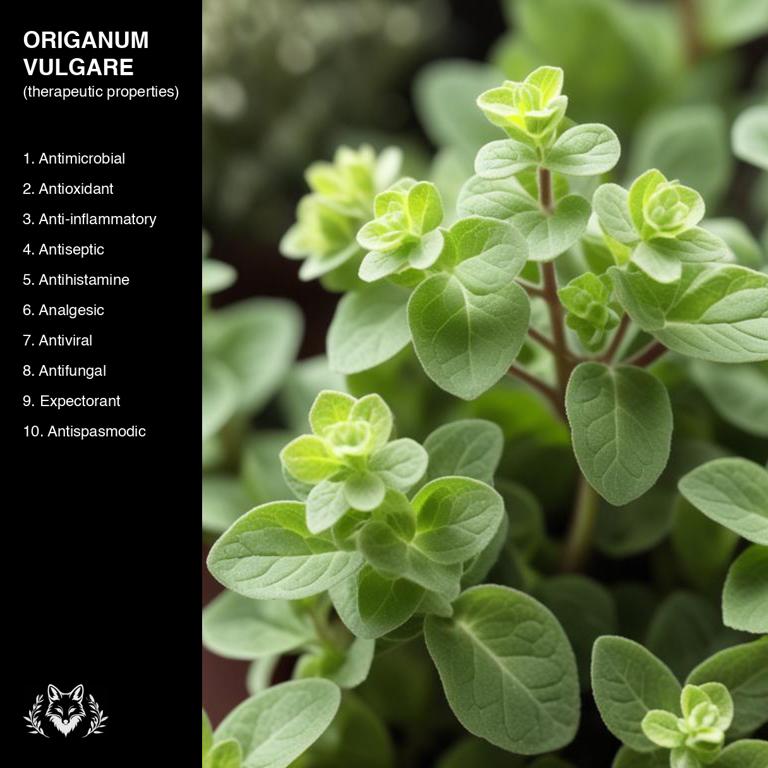 ORIGANUM
VULGARE
(therapeutic properties)
1. Antimicrobial
2. Antioxidant
3. Anti-inflammatory
4. Antiseptic
5. Antihistamine
6. Analgesic
7. Antiviral
8. Antifungal
9. Expectorant
10. Antispasmodic